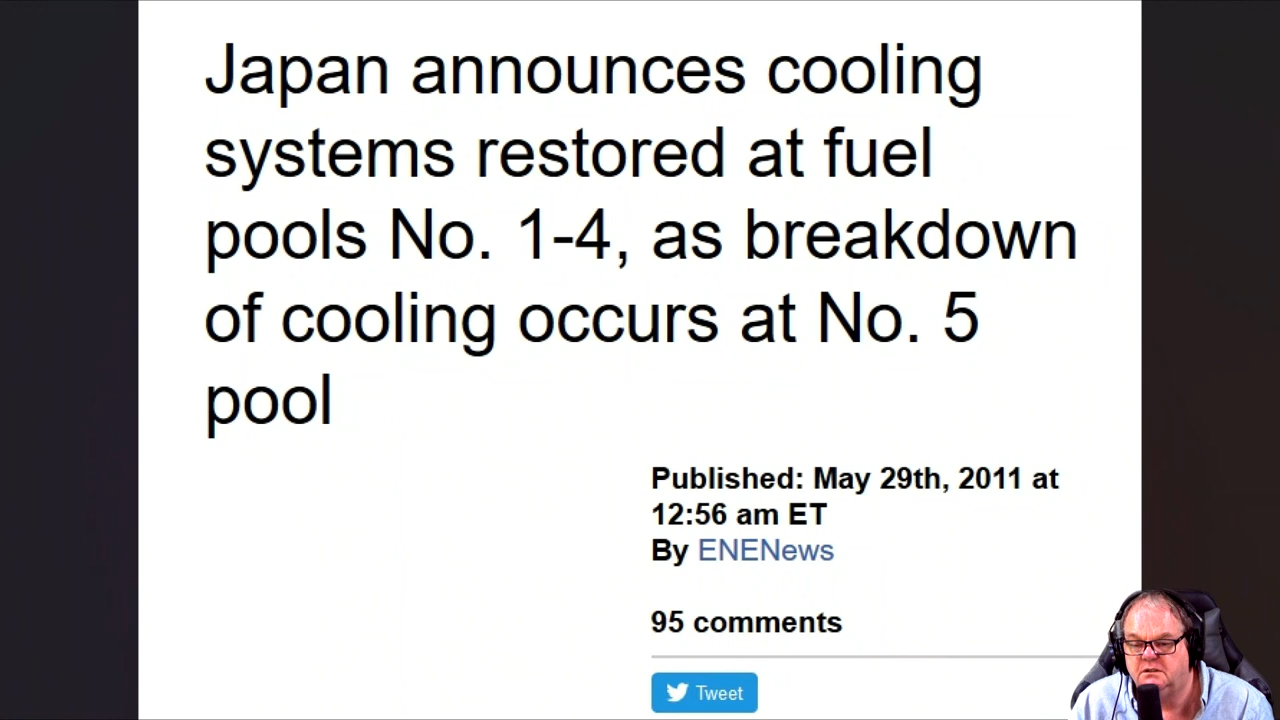 Japan announces cooling
systems restored at fuel
pools No. 1-4, as breakdown
of cooling occurs at No. 5
pool
Published: May 29th, 2011 at
12:56 am ET
By ENENews
95 comments
Tweet